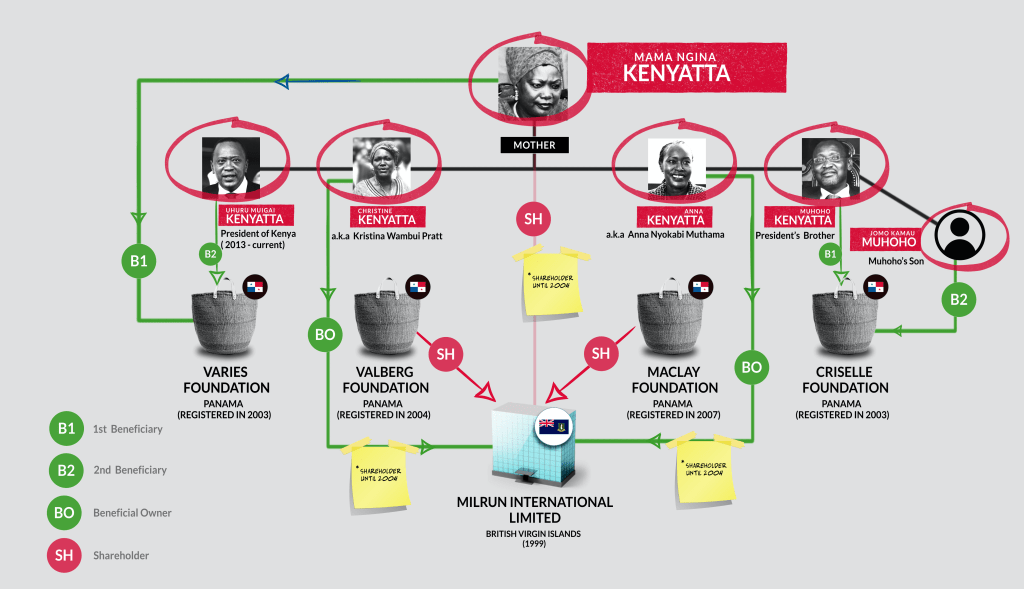 MAMA NGINA
KENYATTA
MOTHER
UHURU MUIGAI
KENYATTA
President of Kenya
( 2013 - current)
CHRISTINE
KENYATTA
a.k.a Kristina Wambui Pratt
ANNA
KENYATTA
a.k.a Anna Nyokabi Muthama
MUHOHO
KENYATTA
President's Brother
JOMO KAMAU
MUHOHO
Muhoho's Son
SH
B1
B2
B1
B2
* SHAREHOLDER
UNTIL 2004
BO
SH
SH
BO
VARIES
FOUNDATION
PANAMA
(REGISTERED IN 2003)
VALBERG
FOUNDATION
PANAMA
(REGISTERED IN 2004)
MACLAY
FOUNDATION
PANAMA
(REGISTERED IN 2007)
CRISELLE
FOUNDATION
PANAMA
(REGISTERED IN 2003)
* SHAREHOLDER
UNTIL 2004
* SHAREHOLDER
UNTIL 2004
MILRUN INTERNATIONAL
LIMITED
BRITISH VIRGIN ISLANDS
(1999)
B1 1st Beneficiary
B2 2nd Beneficiary
BO Beneficial Owner
SH Shareholder